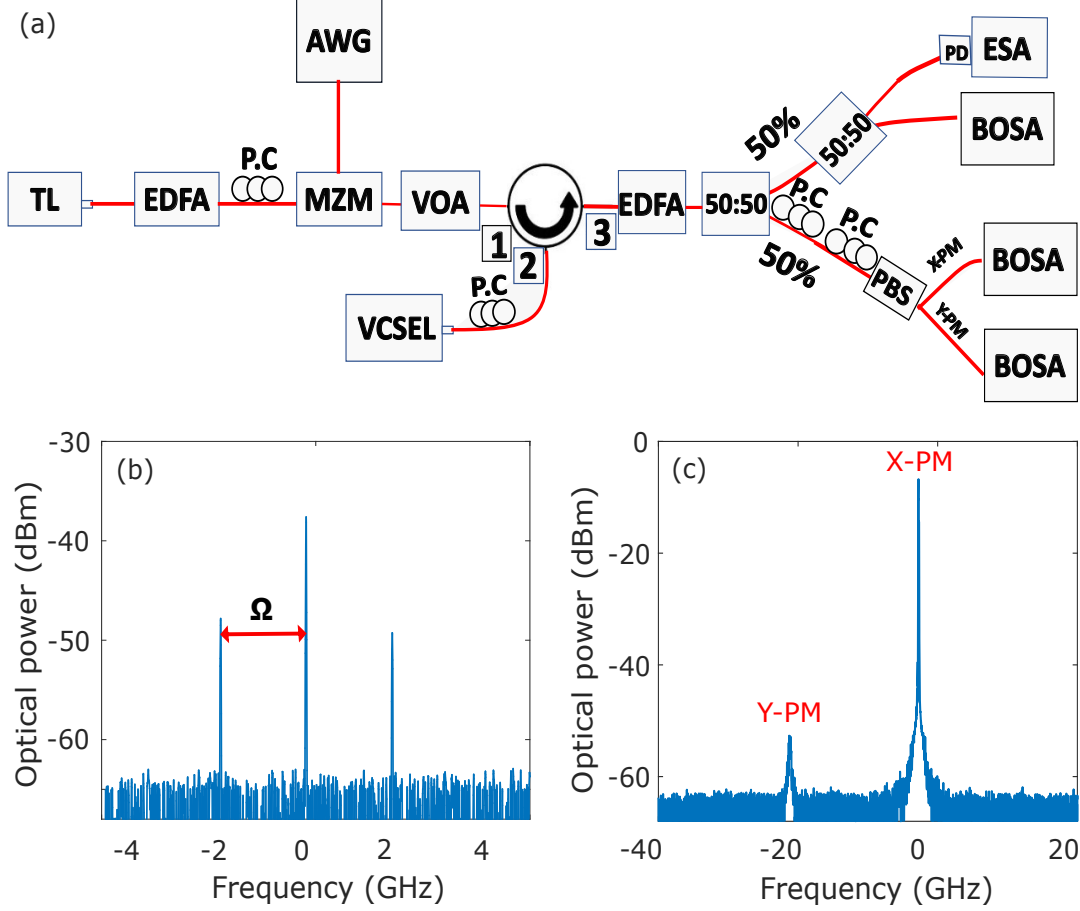 (a)
AWG
P.C
TL
EDFA
MZM
VOA
1
2
3
P.C
VCSEL
EDFA
50:50
50%
50:50
PD
ESA
BOSA
P.C
P.C
50%
PBS
X-PM
Y-PM
BOSA
BOSA
(b)
Optical power (dBm)
-30
-40
-50
-60
Ω
-4 -2 0 2 4
Frequency (GHz)
(c)
Optical power (dBm)
0
-20
-40
-60
X-PM
Y-PM
-40 -20 0 20
Frequency (GHz)